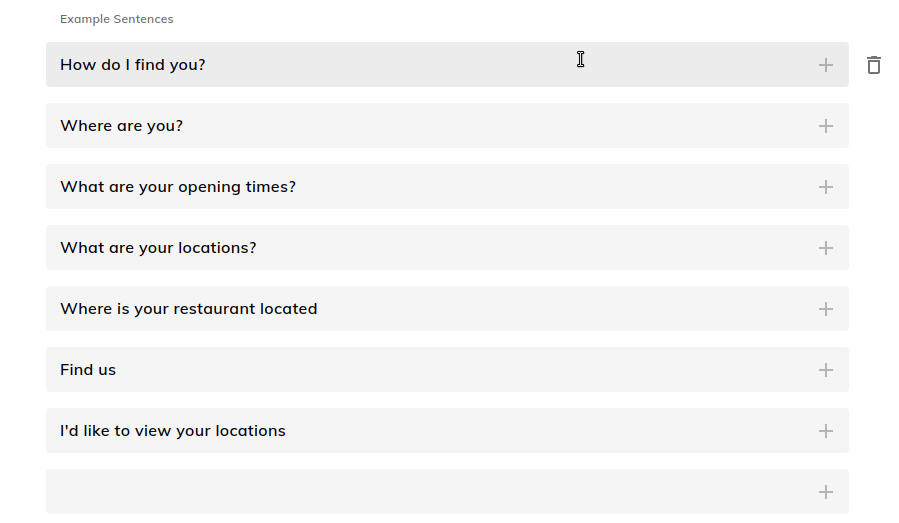 Example Sentences
How do I find you?
Where are you?
What are your opening times?
What are your locations?
Where is your restaurant located
Find us
I'd like to view your locations